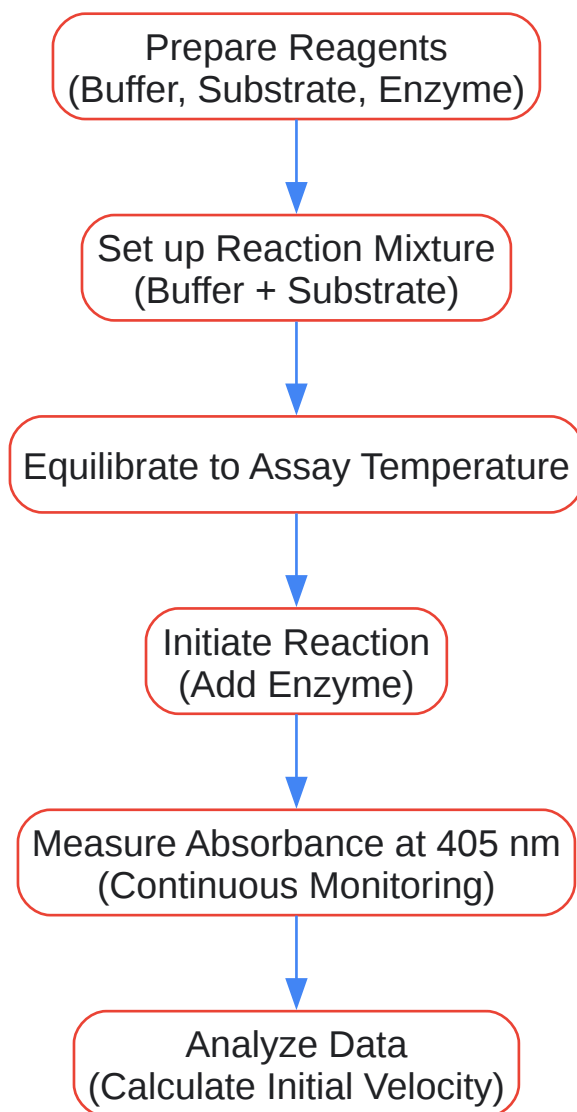 Prepare Reagents
(Buffer, Substrate, Enzyme)
Set up Reaction Mixture
(Buffer + Substrate)
Equilibrate to Assay Temperature
Initiate Reaction
(Add Enzyme)
Measure Absorbance at 405 nm
(Continuous Monitoring)
Analyze Data
(Calculate Initial Velocity)